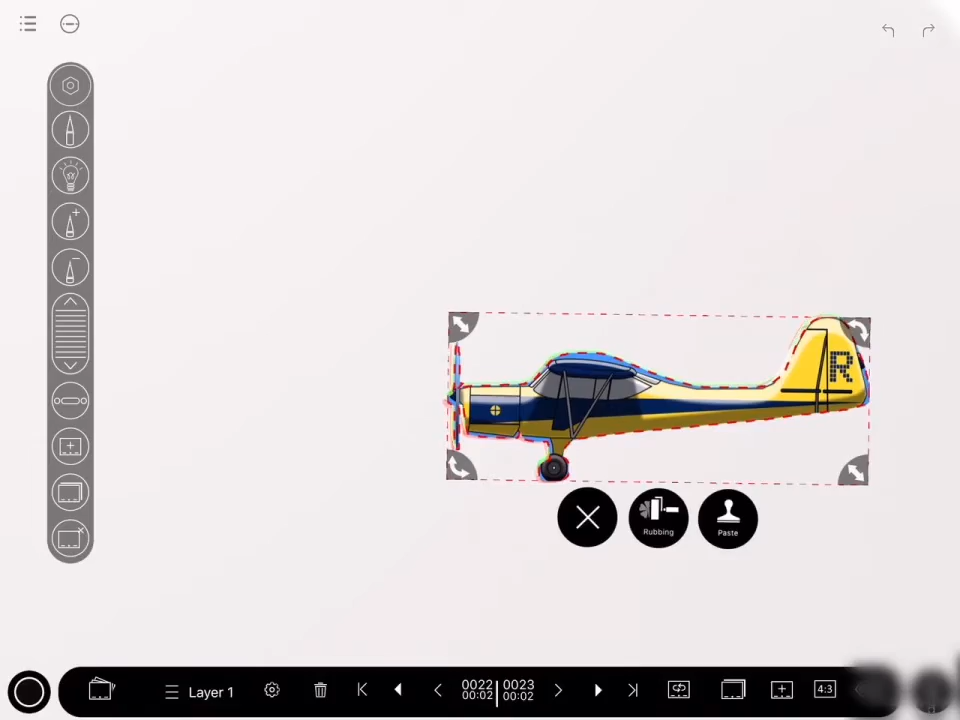 R
Rubbing
Paste
Layer 1
0022 0023
00:02 00:02
4:3